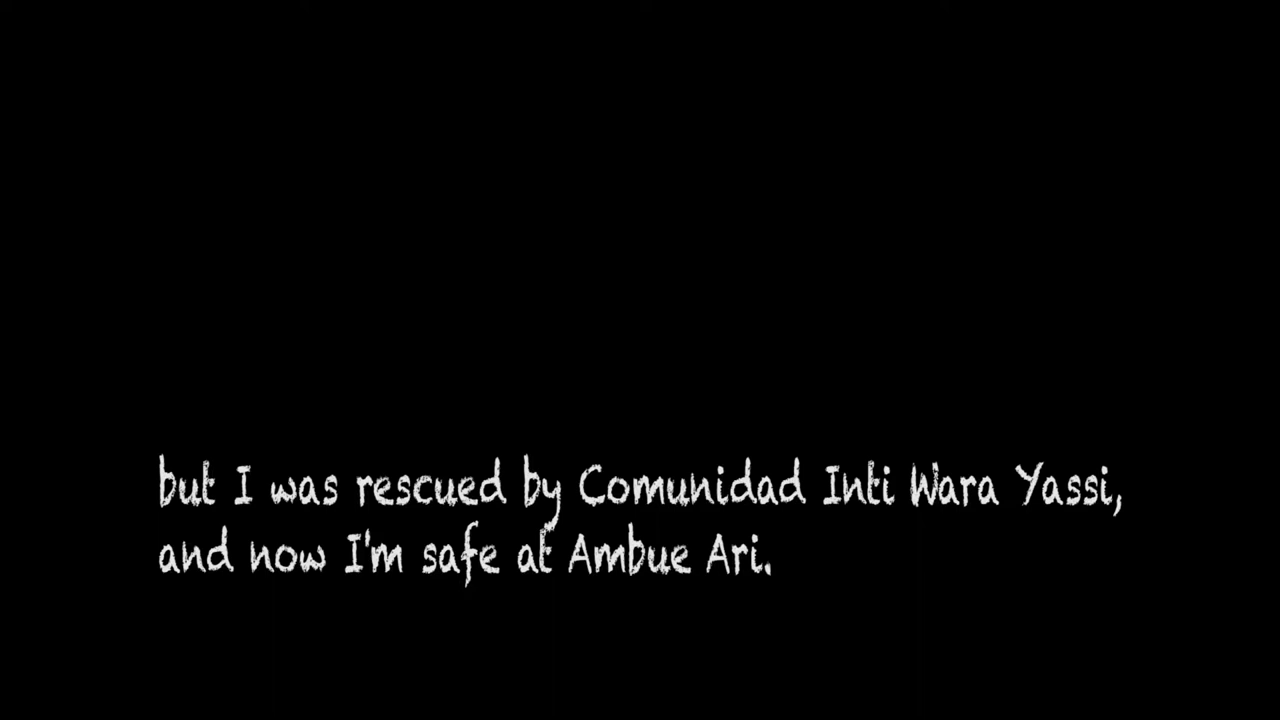 but I was rescued by Comunidad Inti Wara Yassi,
and now I'm safe at Ambue Ari.